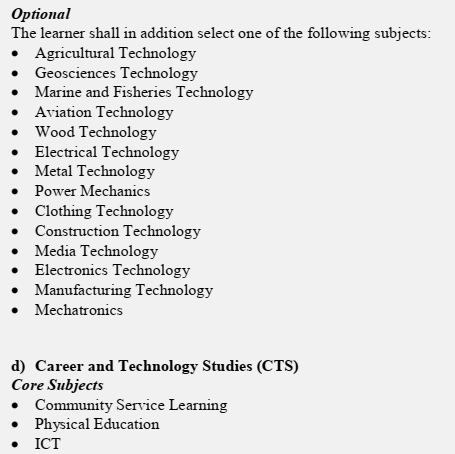 Optional
The learner shall in addition select one of the following subjects:
• Agricultural Technology
• Geosciences Technology
• Marine and Fisheries Technology
• Aviation Technology
• Wood Technology
• Electrical Technology
• Metal Technology
• Power Mechanics
• Clothing Technology
• Construction Technology
• Media Technology
• Electronics Technology
• Manufacturing Technology
• Mechatronics
d) Career and Technology Studies (CTS)
Core Subjects
• Community Service Learning
• Physical Education
• ICT